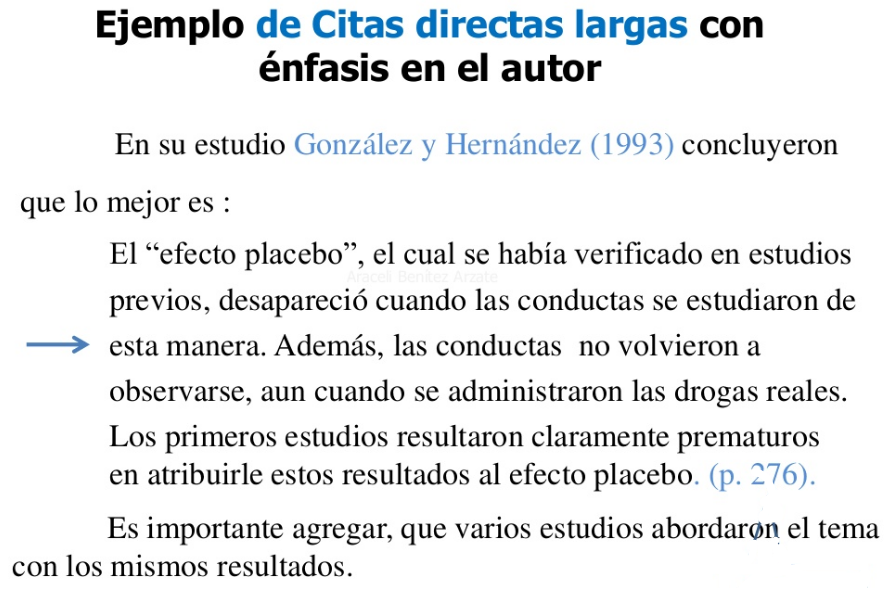 Ejemplo de Citas directas largas con
énfasis en el autor
En su estudio González y Hernández (1993) concluyeron
que lo mejor es :
El “efecto placebo”, el cual se había verificado en estudios
Araceli Benítez Arzate
previos, desapareció cuando las conductas se estudiaron de
esta manera. Además, las conductas no volvieron a
observarse, aun cuando se administraron las drogas reales.
Los primeros estudios resultaron claramente prematuros
en atribuirle estos resultados al efecto placebo. (p. 276).
Es importante agregar, que varios estudios abordaron el tema
con los mismos resultados.